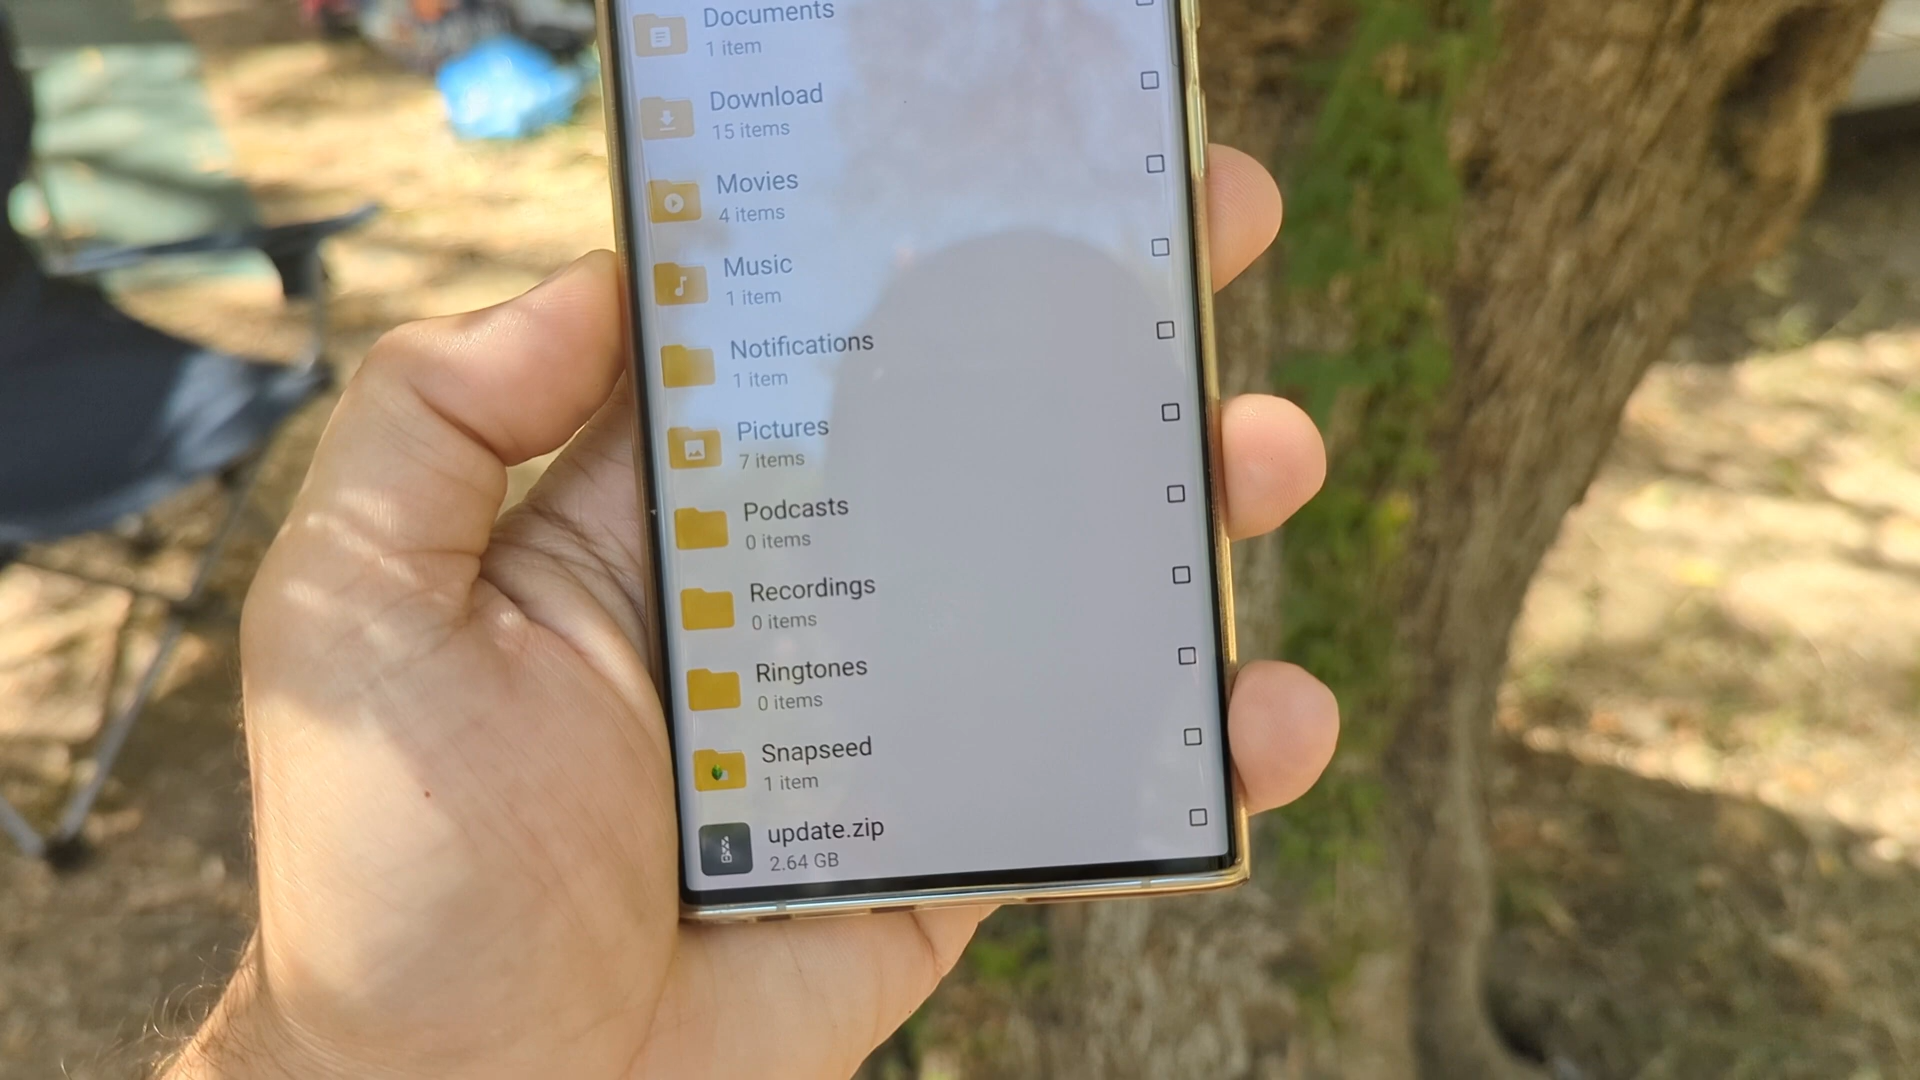 Documents
1 item
Download
15 items
Movies
4 items
Music
1 item
Notifications
1 item
Pictures
7 items
Podcasts
0 items
Recordings
0 items
Ringtones
0 items
Snapseed
1 item
update.zip
2.64 GB